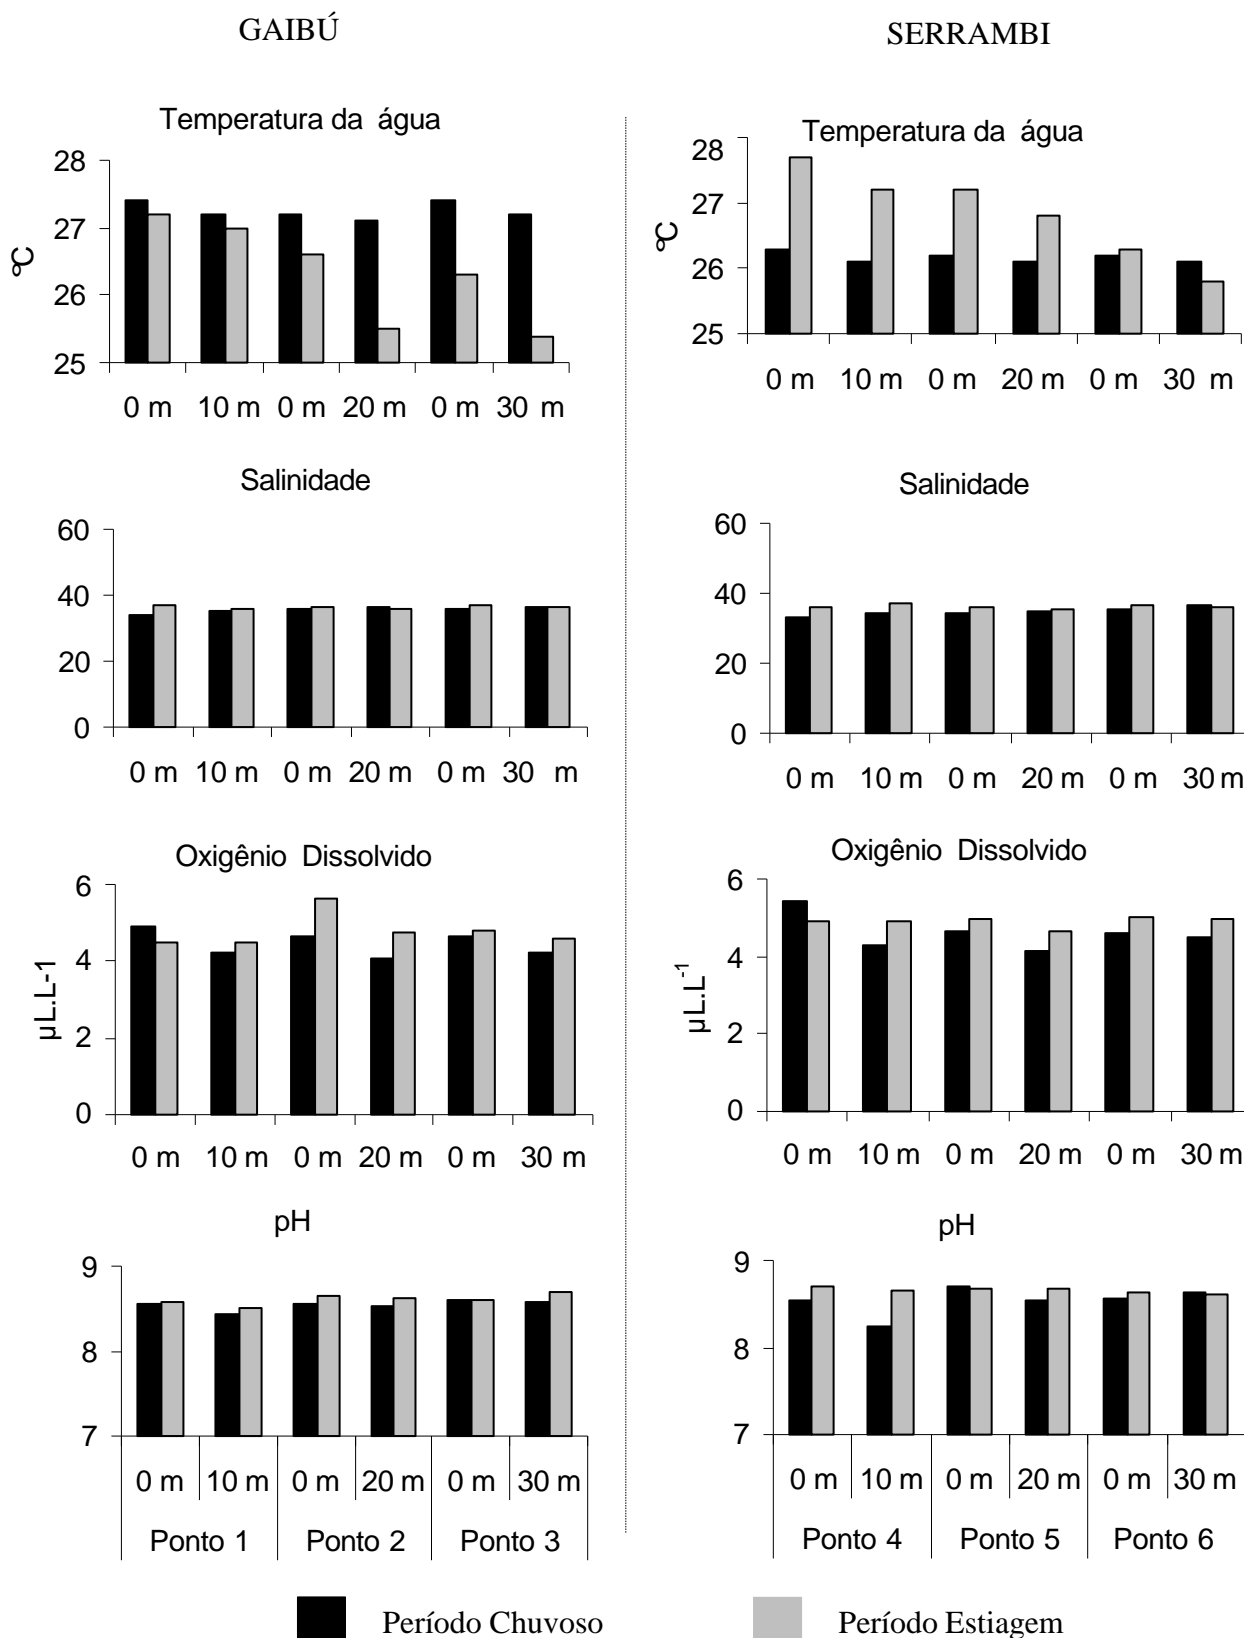 GAIBÚ
Temperatura da água
28
27
26
25
°C
0 m 10 m 0 m 20 m 0 m 30 m
Salinidade
60
40
20
0
0 m 10 m 0 m 20 m 0 m 30 m
Oxigênio Dissolvido
6
4
2
0
µL.L-1
0 m 10 m 0 m 20 m 0 m 30 m
pH
9
8
7
0 m 10 m 0 m 20 m 0 m 30 m
Ponto 1 Ponto 2 Ponto 3
SERRAMBI
Temperatura da água
28
27
26
25
°C
0 m 10 m 0 m 20 m 0 m 30 m
Salinidade
60
40
20
0
0 m 10 m 0 m 20 m 0 m 30 m
Oxigênio Dissolvido
6
4
2
0
µL.L⁻¹
0 m 10 m 0 m 20 m 0 m 30 m
pH
9
8
7
0 m 10 m 0 m 20 m 0 m 30 m
Ponto 4 Ponto 5 Ponto 6
Período Chuvoso Período Estiagem